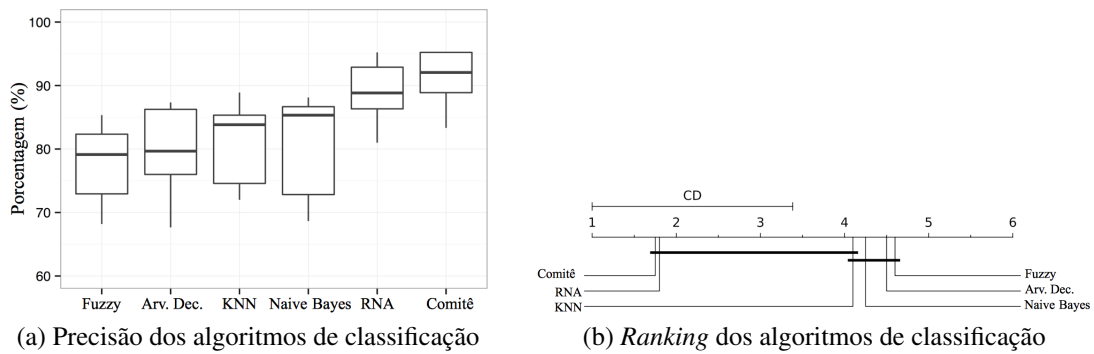 100
90
80
70
60
Porcentagem (%)
Fuzzy Arv. Dec. KNN Naive Bayes RNA Comitê
(a) Precisão dos algoritmos de classificação
CD
1 2 3 4 5 6
Comitê Fuzzy
RNA Arv. Dec.
KNN Naive Bayes
(b) Ranking dos algoritmos de classificação